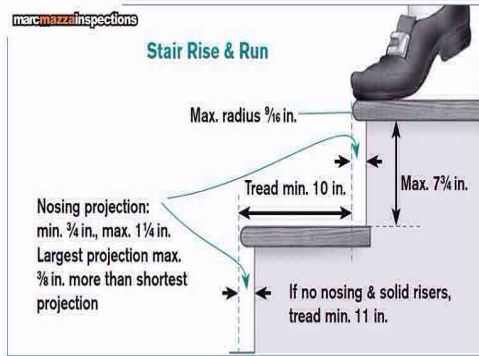 marcmazzainspections
Stair Rise & Run
Max. radius 9/16 in.
Tread min. 10 in.
Max. 7¾ in.
Nosing projection:
min. ¾ in., max. 1¼ in.
Largest projection max.
⅜ in. more than shortest
projection
If no nosing & solid risers,
tread min. 11 in.